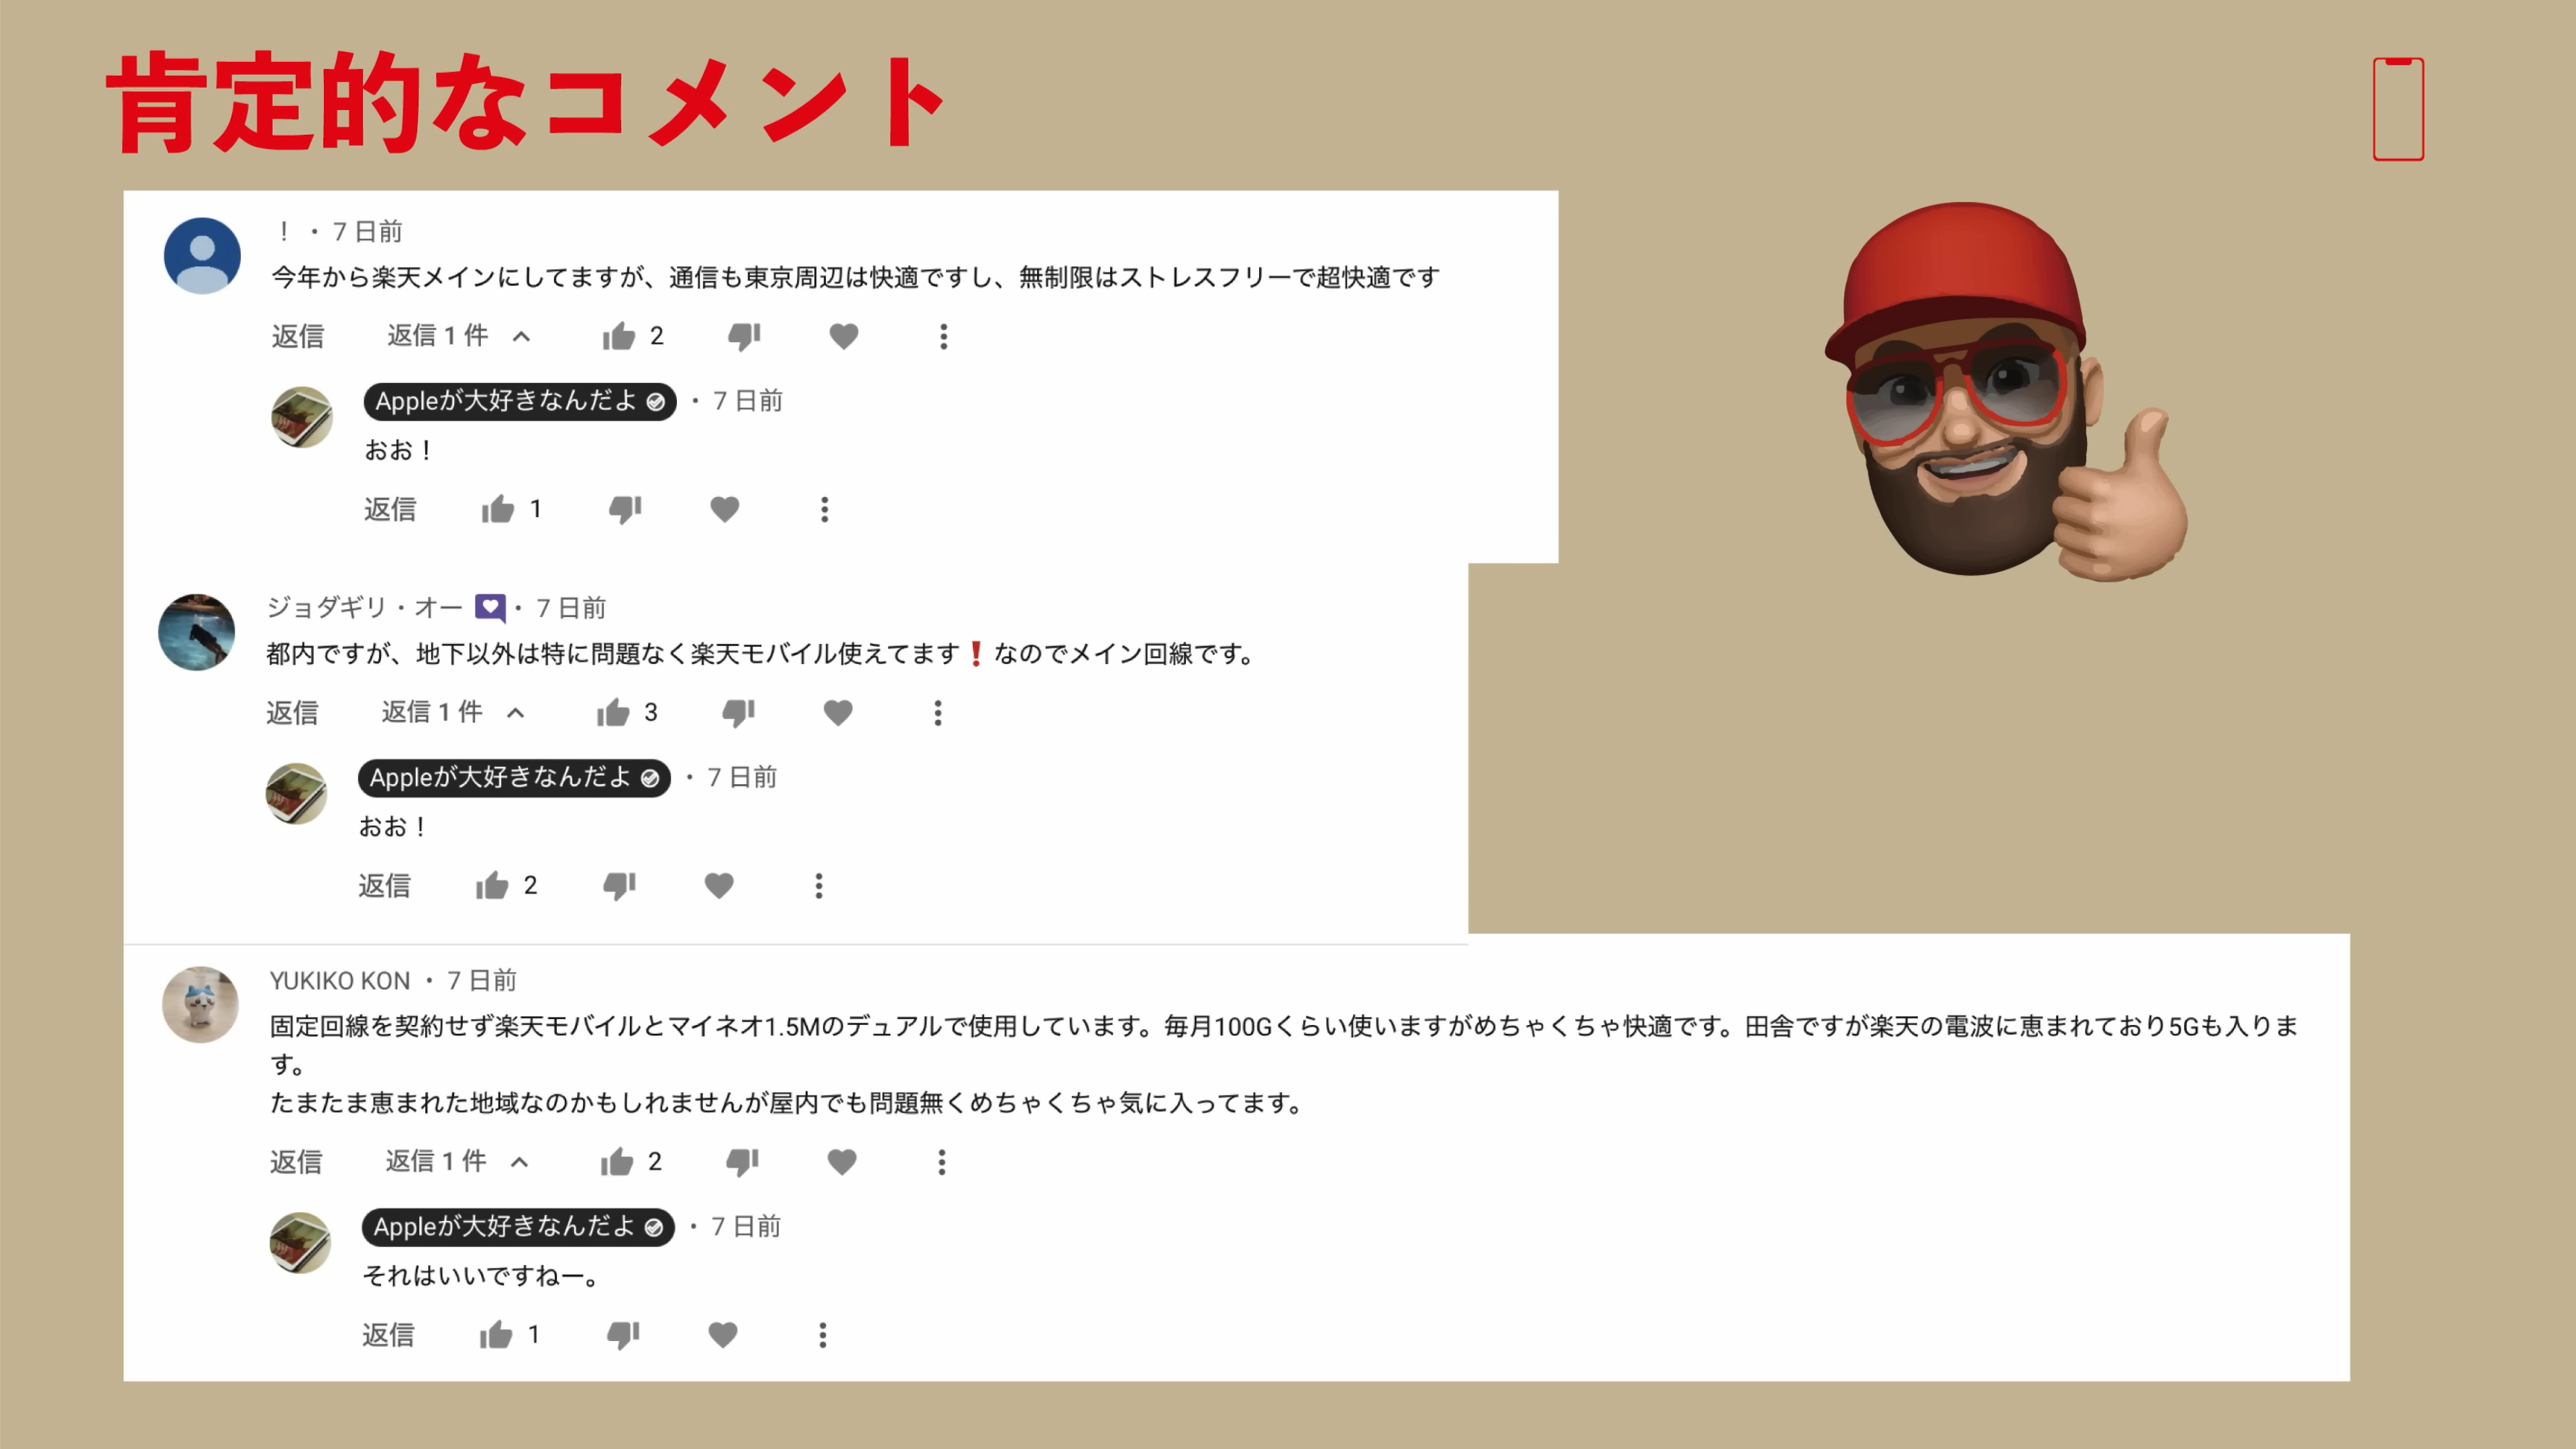 肯定的なコメント
！ ・ 7 日前
今年から楽天メインにしてますが、通信も東京周辺は快適ですし、無制限はストレスフリーで超快適です
返信 返信 1 件 2
Appleが大好きなんだよ ・ 7 日前
おお！
返信 1
ジョダギリ・オー ・ 7 日前
都内ですが、地下以外は特に問題なく楽天モバイル使えてます❗なのでメイン回線です。
返信 返信 1 件 3
Appleが大好きなんだよ ・ 7 日前
おお！
返信 2
YUKIKO KON ・ 7 日前
固定回線を契約せず楽天モバイルとマイネオ1.5Mのデュアルで使用しています。毎月100Gくらい使いますがめちゃくちゃ快適です。田舎ですが楽天の電波に恵まれており5Gも入りま
す。
たまたま恵まれた地域なのかもしれませんが屋内でも問題無くめちゃくちゃ気に入ってます。
返信 返信 1 件 2
Appleが大好きなんだよ ・ 7 日前
それはいいですねー。
返信 1